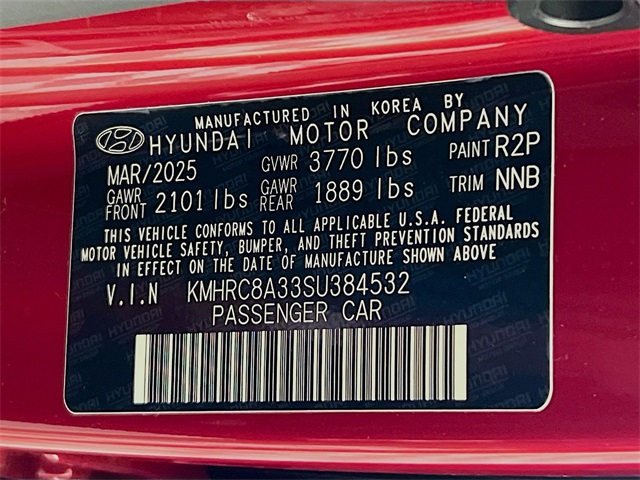 MANUFACTURED IN KOREA BY
HYUNDAI MOTOR COMPANY
MAR/2025 GVWR 3770 lbs PAINT R2P
GAWR FRONT 2101 lbs GAWR REAR 1889 lbs TRIM NNB
THIS VEHICLE CONFORMS TO ALL APPLICABLE U.S.A. FEDERAL
MOTOR VEHICLE SAFETY, BUMPER, AND THEFT PREVENTION STANDARDS
IN EFFECT ON THE DATE OF MANUFACTURE SHOWN ABOVE
V.I.N KMHRC8A33SU384532
PASSENGER CAR